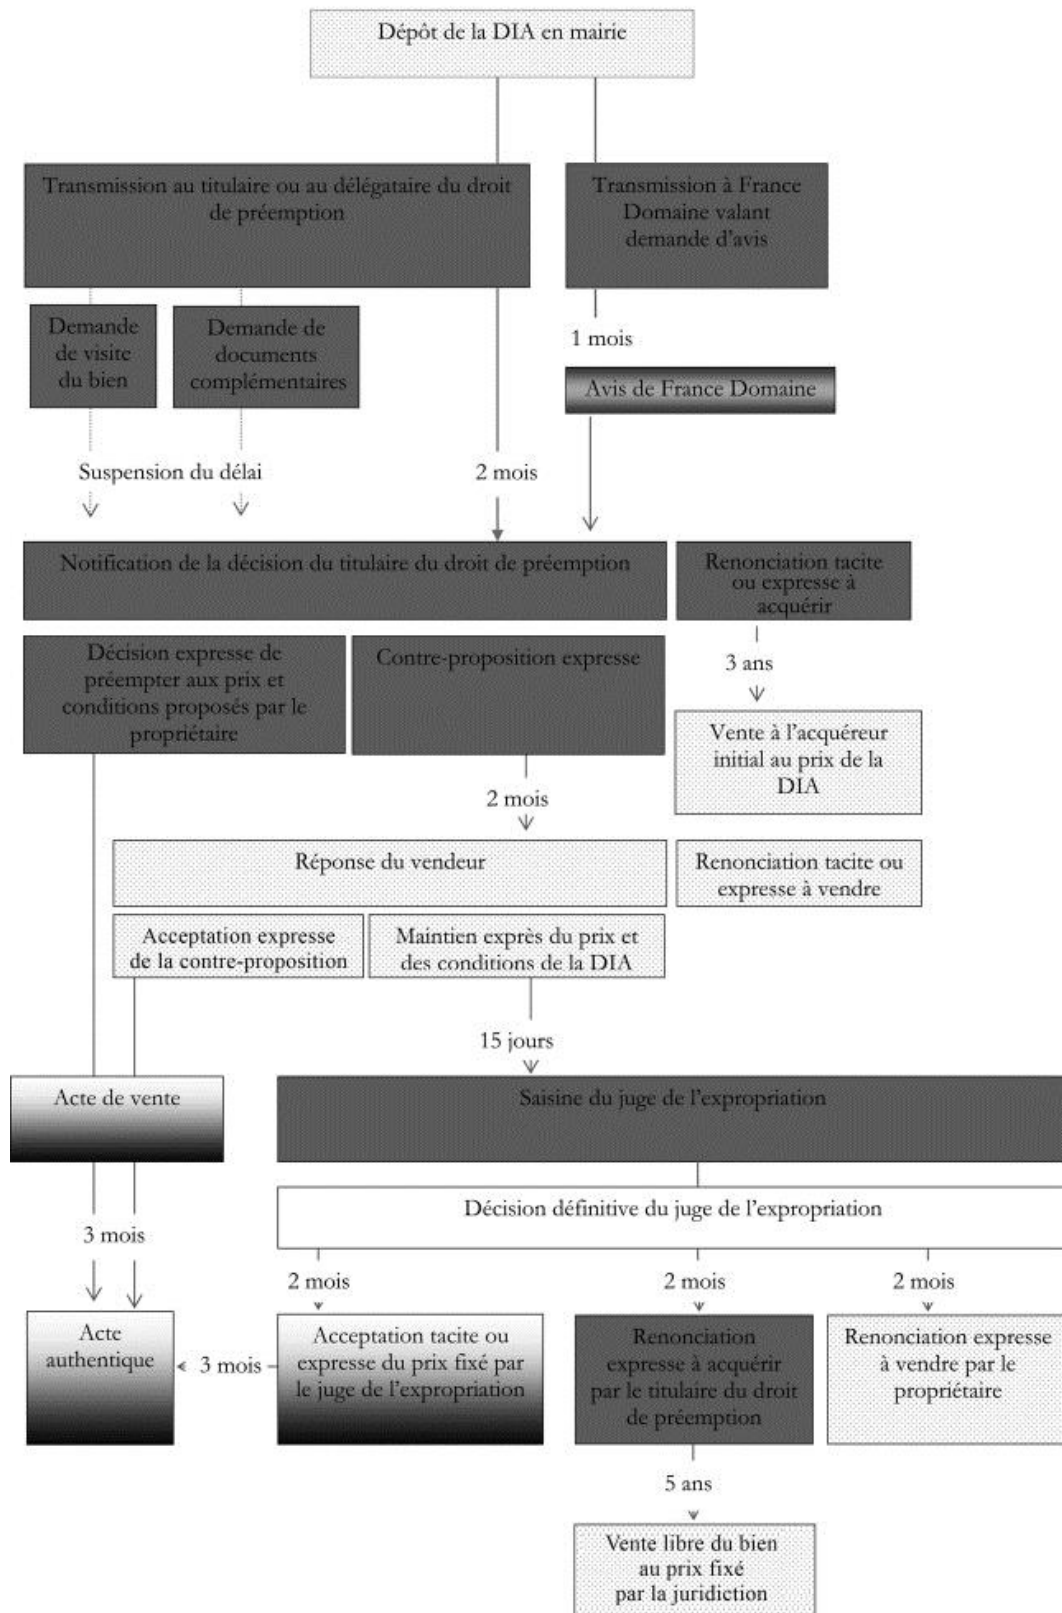 Dépôt de la DIA en mairie
Transmission au titulaire ou au délégataire du droit
de préemption
Transmission à France
Domaine valant
demande d'avis
Demande
de visite
du bien
Demande de
documents
complémentaires
1 mois
Avis de France Domaine
Suspension du délai
2 mois
Notification de la décision du titulaire du droit de préemption
Renonciation tacite
ou expresse à
acquérir
Décision expresse de
préempter aux prix et
conditions proposés par le
propriétaire
Contre-proposition expresse
3 ans
Vente à l'acquéreur
initial au prix de la
DIA
2 mois
Réponse du vendeur
Renonciation tacite ou
expresse à vendre
Acceptation expresse
de la contre-proposition
Maintien exprès du prix et
des conditions de la DIA
15 jours
Acte de vente
Saisine du juge de l'expropriation
Décision définitive du juge de l'expropriation
3 mois
2 mois
2 mois
2 mois
Acte
authentique
3 mois
Acceptation tacite ou
expresse du prix fixé par
le juge de l'expropriation
Renonciation
expresse à acquérir
par le titulaire du droit
de préemption
Renonciation expresse
à vendre par le
propriétaire
5 ans
Vente libre du bien
au prix fixé
par la juridiction